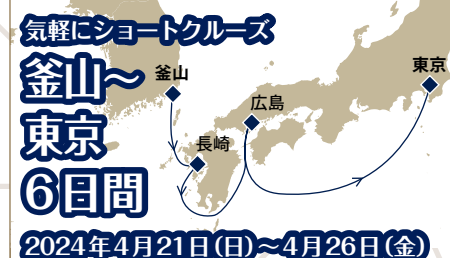 気軽にショートクルーズ
釜山〜
東京
6日間
釜山
東京
広島
長崎
2024年4月21日(日)〜4月26日(金)